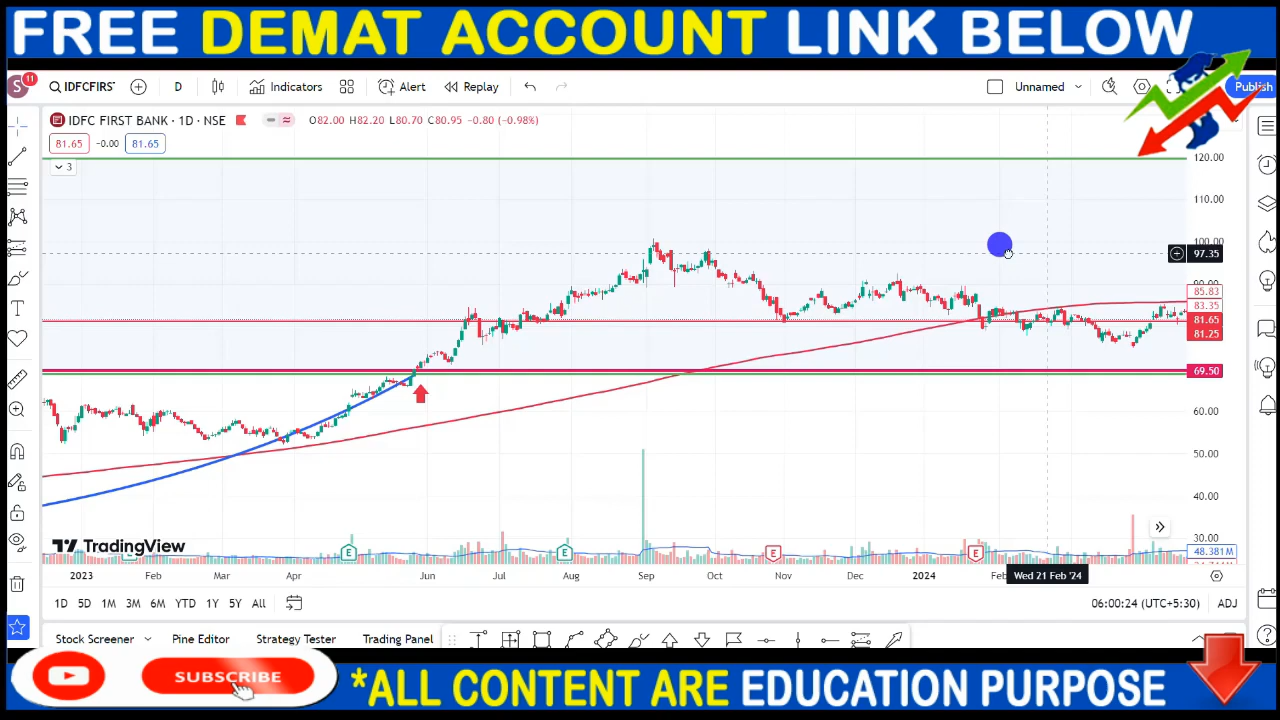 FREE DEMAT ACCOUNT LINK BELOW
S 11 IDFCFIRS D Indicators Alert Replay Unnamed Publish
IDFC FIRST BANK · 1D · NSE O82.00 H82.20 L80.70 C80.95 -0.80 (-0.98%)
81.65 -0.00 81.65
3
120.00
110.00
100.00
97.35
90.00
85.83
83.35
81.65
81.25
69.50
60.00
50.00
40.00
30.00
E E E E
TradingView
48.381M
2023 Feb Mar Apr Jun Jul Aug Sep Oct Nov Dec 2024 Feb Wed 21 Feb '24
1D 5D 1M 3M 6M YTD 1Y 5Y All 06:00:24 (UTC+5:30) ADJ
Stock Screener Pine Editor Strategy Tester Trading Panel
SUBSCRIBE
*ALL CONTENT ARE EDUCATION PURPOSE